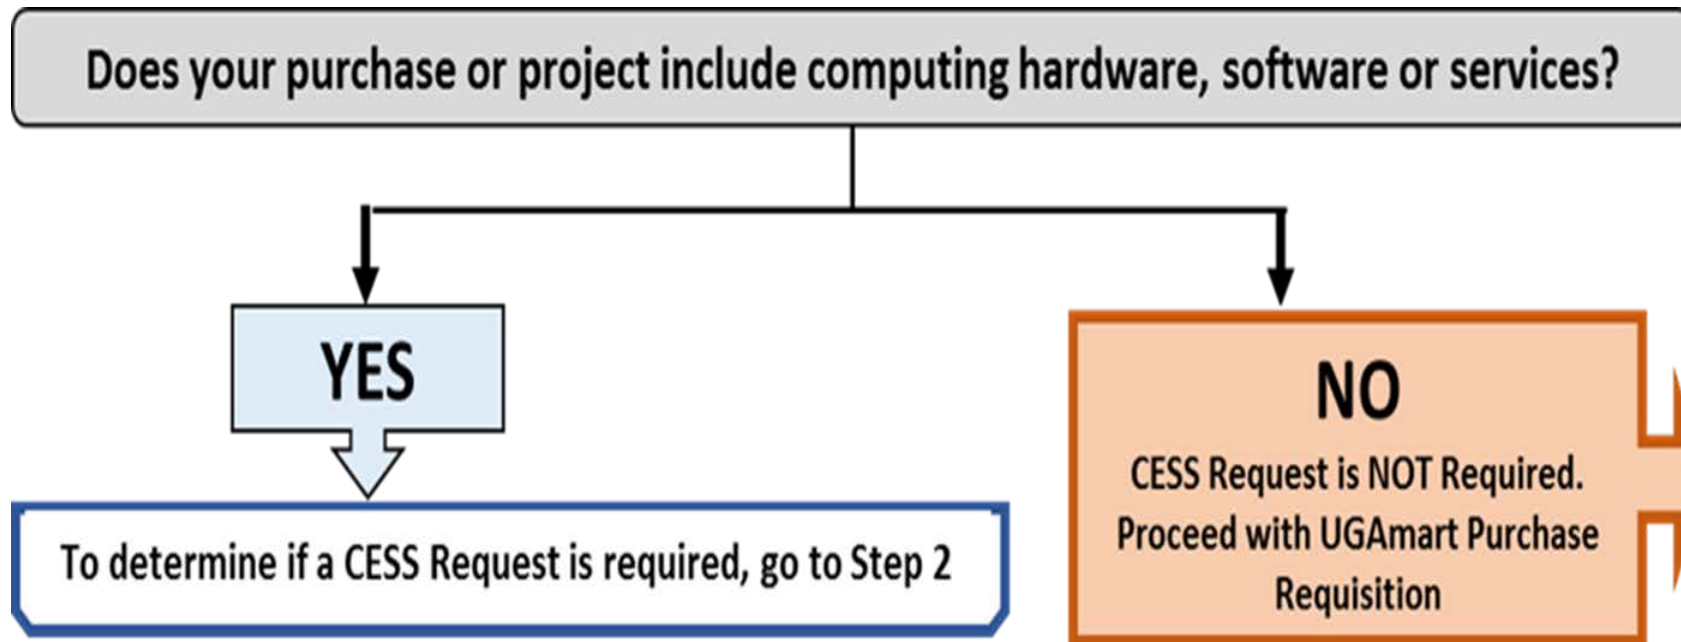 Does your purchase or project include computing hardware, software or services?
YES
To determine if a CESS Request is required, go to Step 2
NO
CESS Request is NOT Required.
Proceed with UGAmart Purchase
Requisition